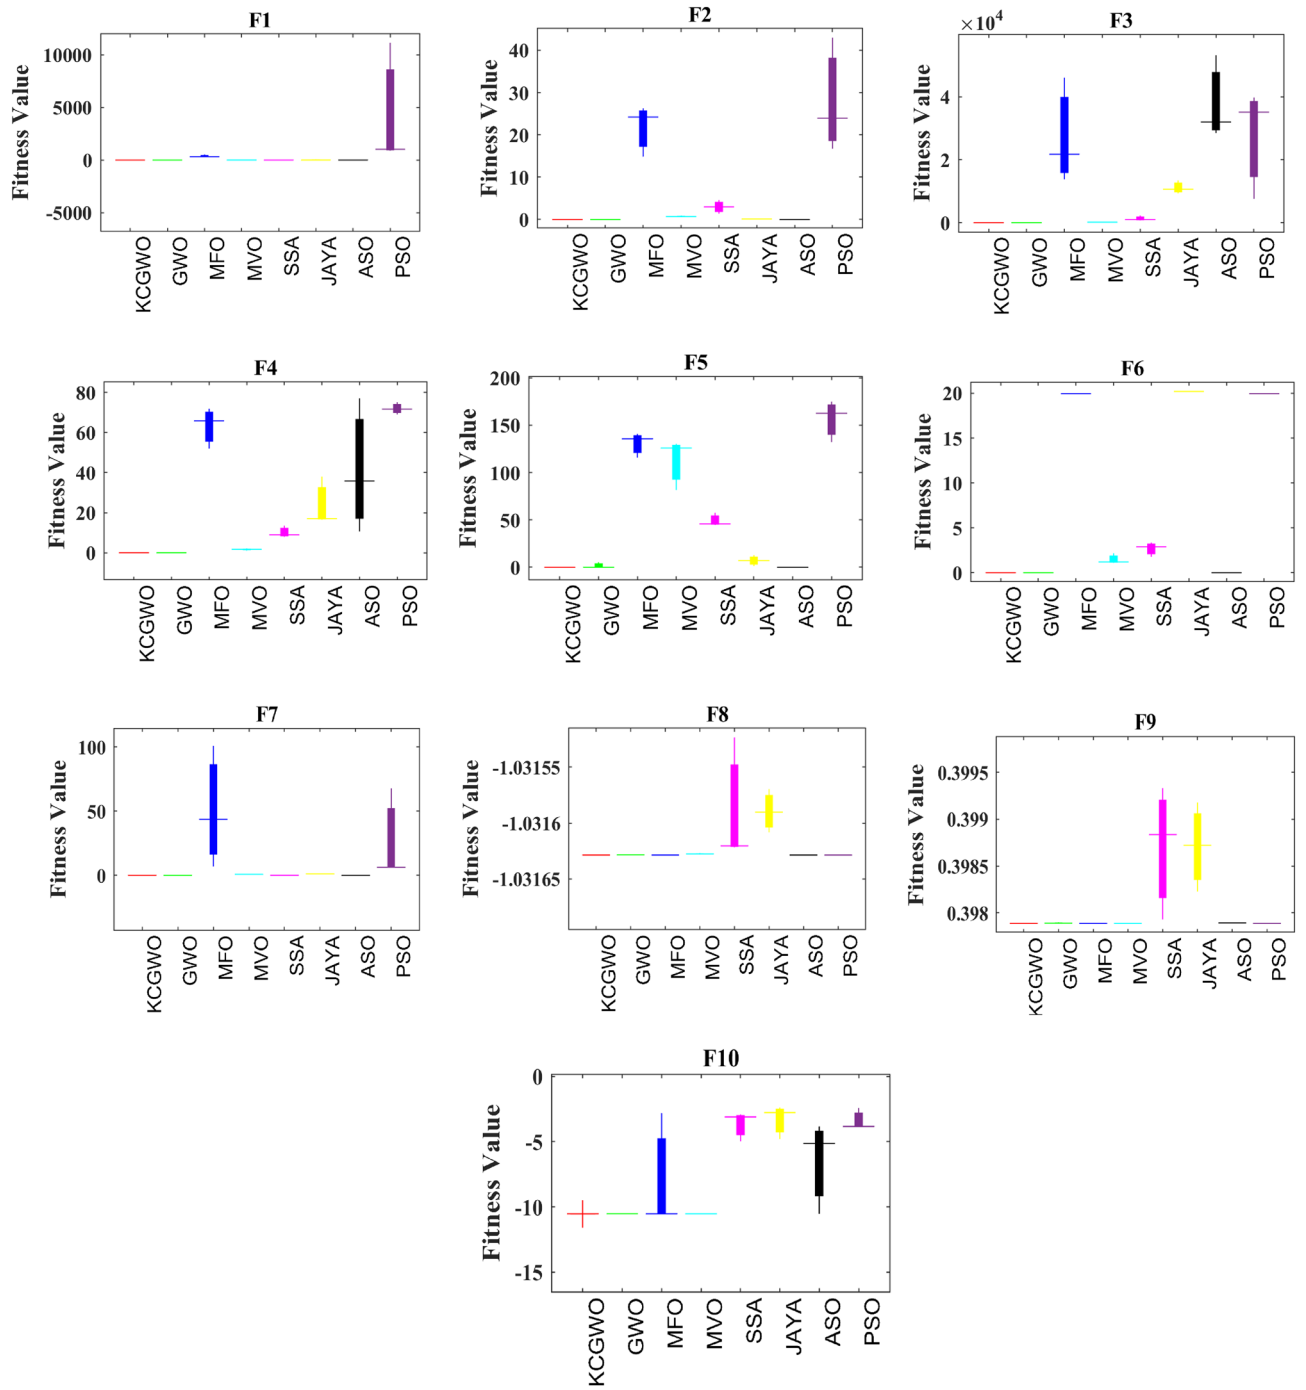 F1
Fitness Value
10000
5000
0
-5000
KCGWO
GWO
MFO
MVO
SSA
JAYA
ASO
PSO
F2
Fitness Value
40
30
20
10
0
KCGWO
GWO
MFO
MVO
SSA
JAYA
ASO
PSO
F3
×10⁴
Fitness Value
4
2
0
KCGWO
GWO
MFO
MVO
SSA
JAYA
ASO
PSO
F4
Fitness Value
80
60
40
20
0
KCGWO
GWO
MFO
MVO
SSA
JAYA
ASO
PSO
F5
Fitness Value
200
150
100
50
0
KCGWO
GWO
MFO
MVO
SSA
JAYA
ASO
PSO
F6
Fitness Value
20
15
10
5
0
KCGWO
GWO
MFO
MVO
SSA
JAYA
ASO
PSO
F7
Fitness Value
100
50
0
KCGWO
GWO
MFO
MVO
SSA
JAYA
ASO
PSO
F8
Fitness Value
-1.03155
-1.0316
-1.03165
KCGWO
GWO
MFO
MVO
SSA
JAYA
ASO
PSO
F9
Fitness Value
0.3995
0.399
0.3985
0.398
KCGWO
GWO
MFO
MVO
SSA
JAYA
ASO
PSO
F10
Fitness Value
0
-5
-10
-15
KCGWO
GWO
MFO
MVO
SSA
JAYA
ASO
PSO